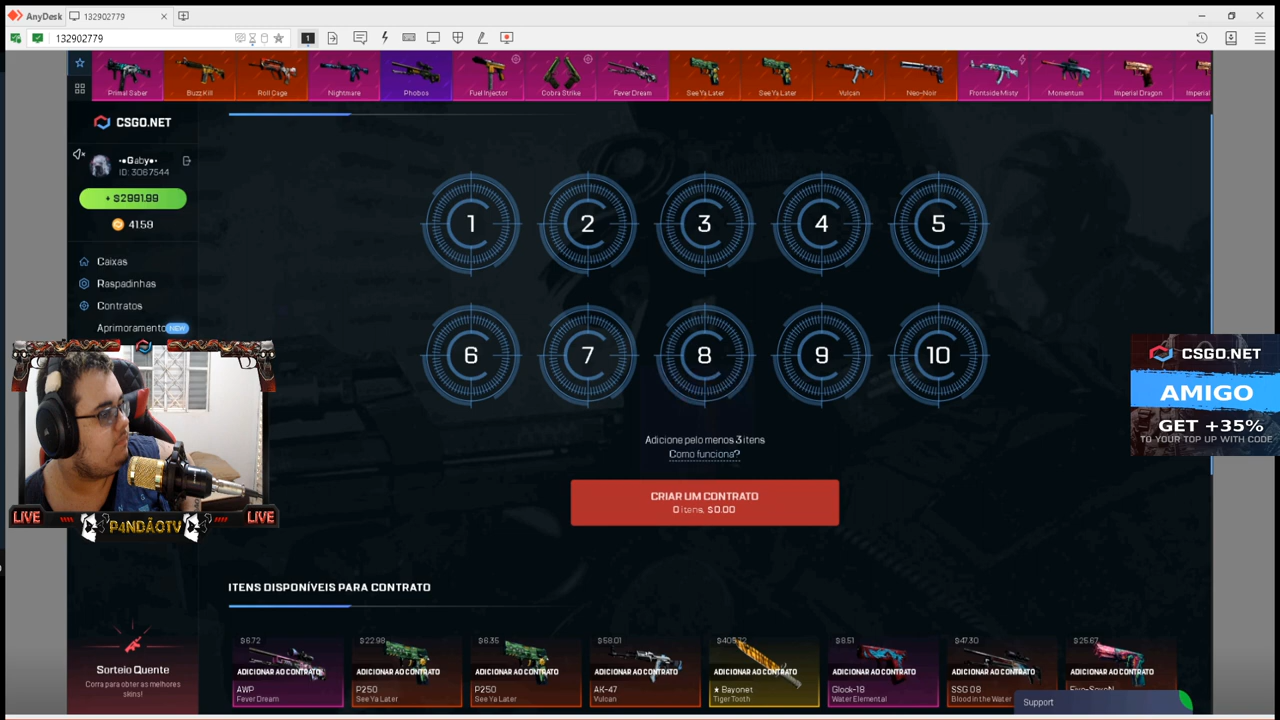 AnyDesk
132902779
132902779
1
Primal Saber
Buzz Kill
Roll Cage
Nightmare
Phobos
Fuel Injector
Cobra Strike
Fever Dream
See Ya Later
See Ya Later
Vulcan
Neo-Noir
Frontside Misty
Momentum
Imperial Dragon
Imperial
CSGO.NET
•●Gaby●•
ID: 3067544
+ $2991.99
4159
Caixas
Raspadinhas
Contratos
Aprimoramento NEW
1
2
3
4
5
6
7
8
9
10
Adicione pelo menos 3 itens
Como funciona?
CRIAR UM CONTRATO
0 itens, $0.00
CSGO.NET
AMIGO
GET +35%
TO YOUR TOP UP WITH CODE
LIVE
P4NDÃOTV
LIVE
ITENS DISPONÍVEIS PARA CONTRATO
Sorteio Quente
Corra para obter as melhores
skins!
$6.72
ADICIONAR AO CONTRATO
AWP
Fever Dream
$22.99
ADICIONAR AO CONTRATO
P250
See Ya Later
$6.35
ADICIONAR AO CONTRATO
P250
See Ya Later
$58.01
ADICIONAR AO CONTRATO
AK-47
Vulcan
ADICIONAR AO CONTRATO
★ Bayonet
Tiger Tooth
$8.51
ADICIONAR AO CONTRATO
Glock-18
Water Elemental
$47.30
ADICIONAR AO CONTRATO
SSG 08
Blood in the Water
$25.67
ADICIONAR AO CONTRATO
Support